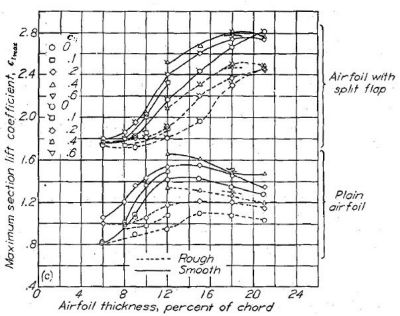 Maximum section lift coefficient, c_l max
2.8
2.4
2.0
1.6
1.2
.8
.4
0 4 8 12 16 20 24
Airfoil thickness, percent of chord
0
.1
.2
.4
.6
0
.1
.2
.4
.6
(c)
Rough
Smooth
Airfoil with
split flap
Plain
airfoil